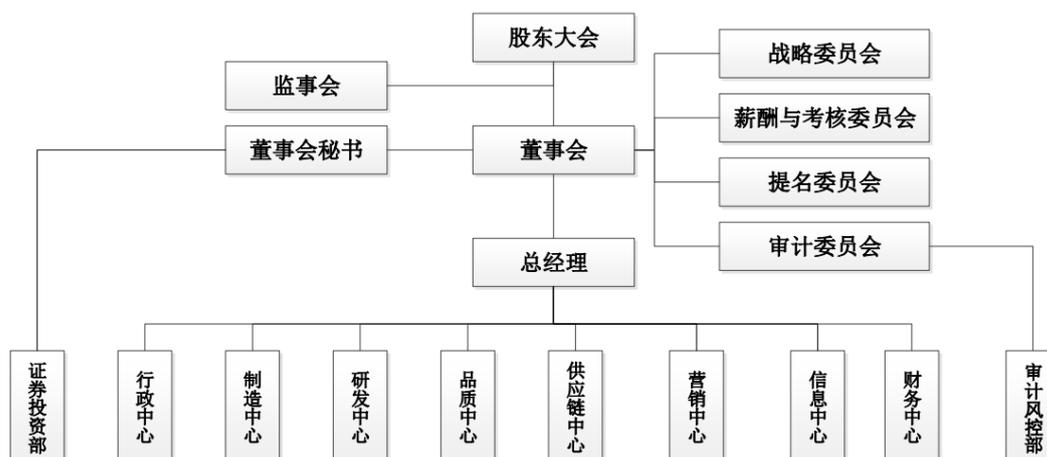 股东大会
战略委员会
监事会
薪酬与考核委员会
董事会秘书
董事会
提名委员会
总经理
审计委员会
证券投资部
行政中心
制造中心
研发中心
品质中心
供应链中心
营销中心
信息中心
财务中心
审计风控部